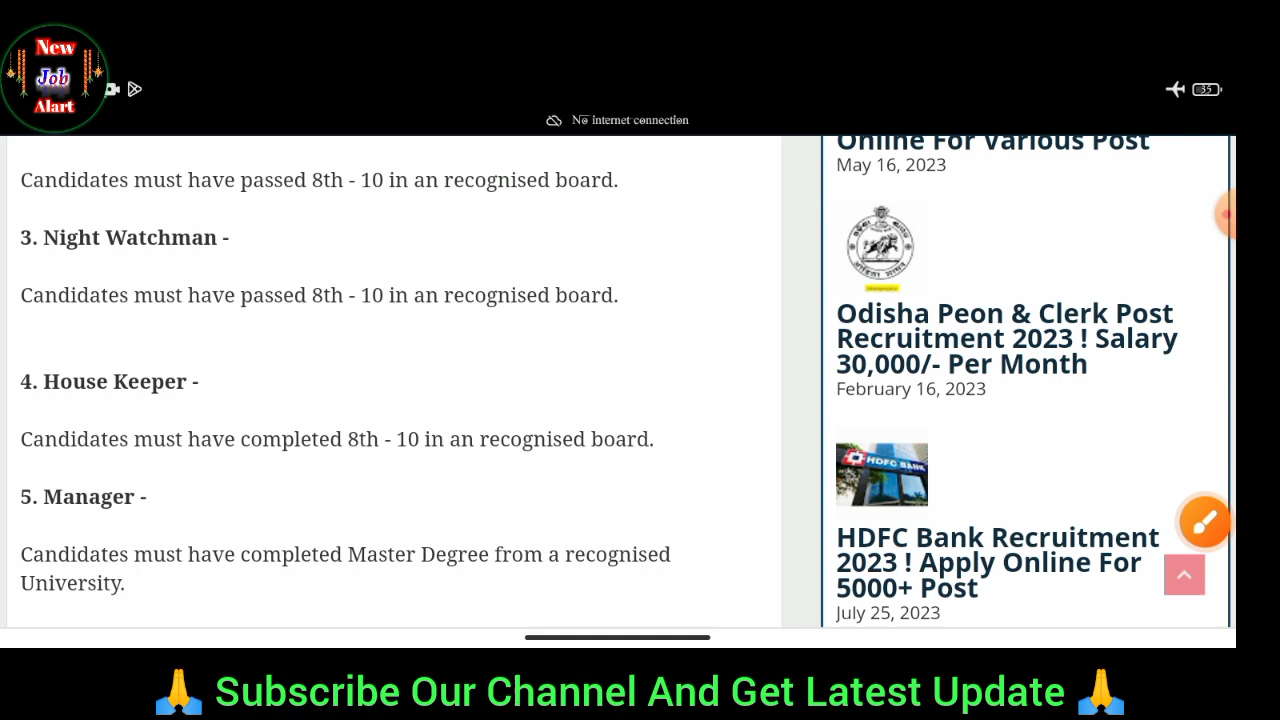 New
Job
Alart
35
No internet connection
Candidates must have passed 8th - 10 in an recognised board.
3. Night Watchman -
Candidates must have passed 8th - 10 in an recognised board.
4. House Keeper -
Candidates must have completed 8th - 10 in an recognised board.
5. Manager -
Candidates must have completed Master Degree from a recognised
University.
Online For Various Post
May 16, 2023
Odisha Peon & Clerk Post
Recruitment 2023 ! Salary
30,000/- Per Month
February 16, 2023
HDFC BANK
HDFC Bank Recruitment
2023 ! Apply Online For
5000+ Post
July 25, 2023
🙏 Subscribe Our Channel And Get Latest Update 🙏